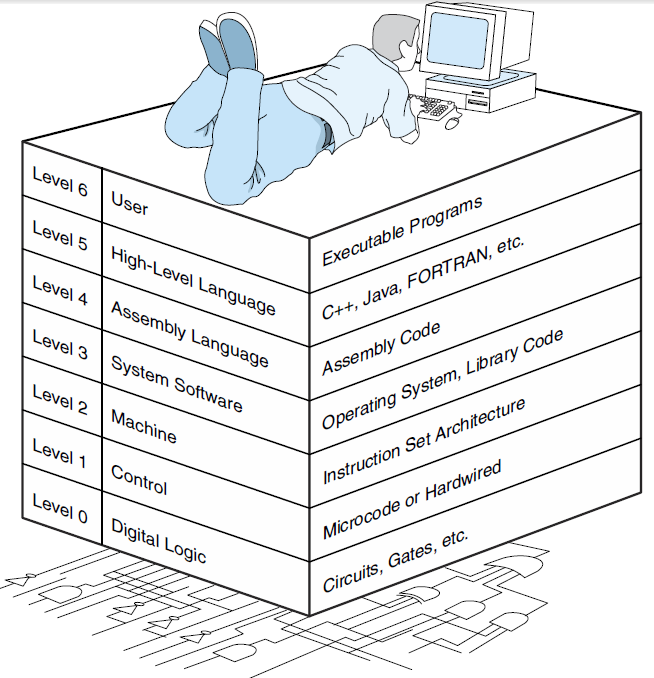 Level 6 User Executable Programs
Level 5 High-Level Language C++, Java, FORTRAN, etc.
Level 4 Assembly Language Assembly Code
Level 3 System Software Operating System, Library Code
Level 2 Machine Instruction Set Architecture
Level 1 Control Microcode or Hardwired
Level 0 Digital Logic Circuits, Gates, etc.